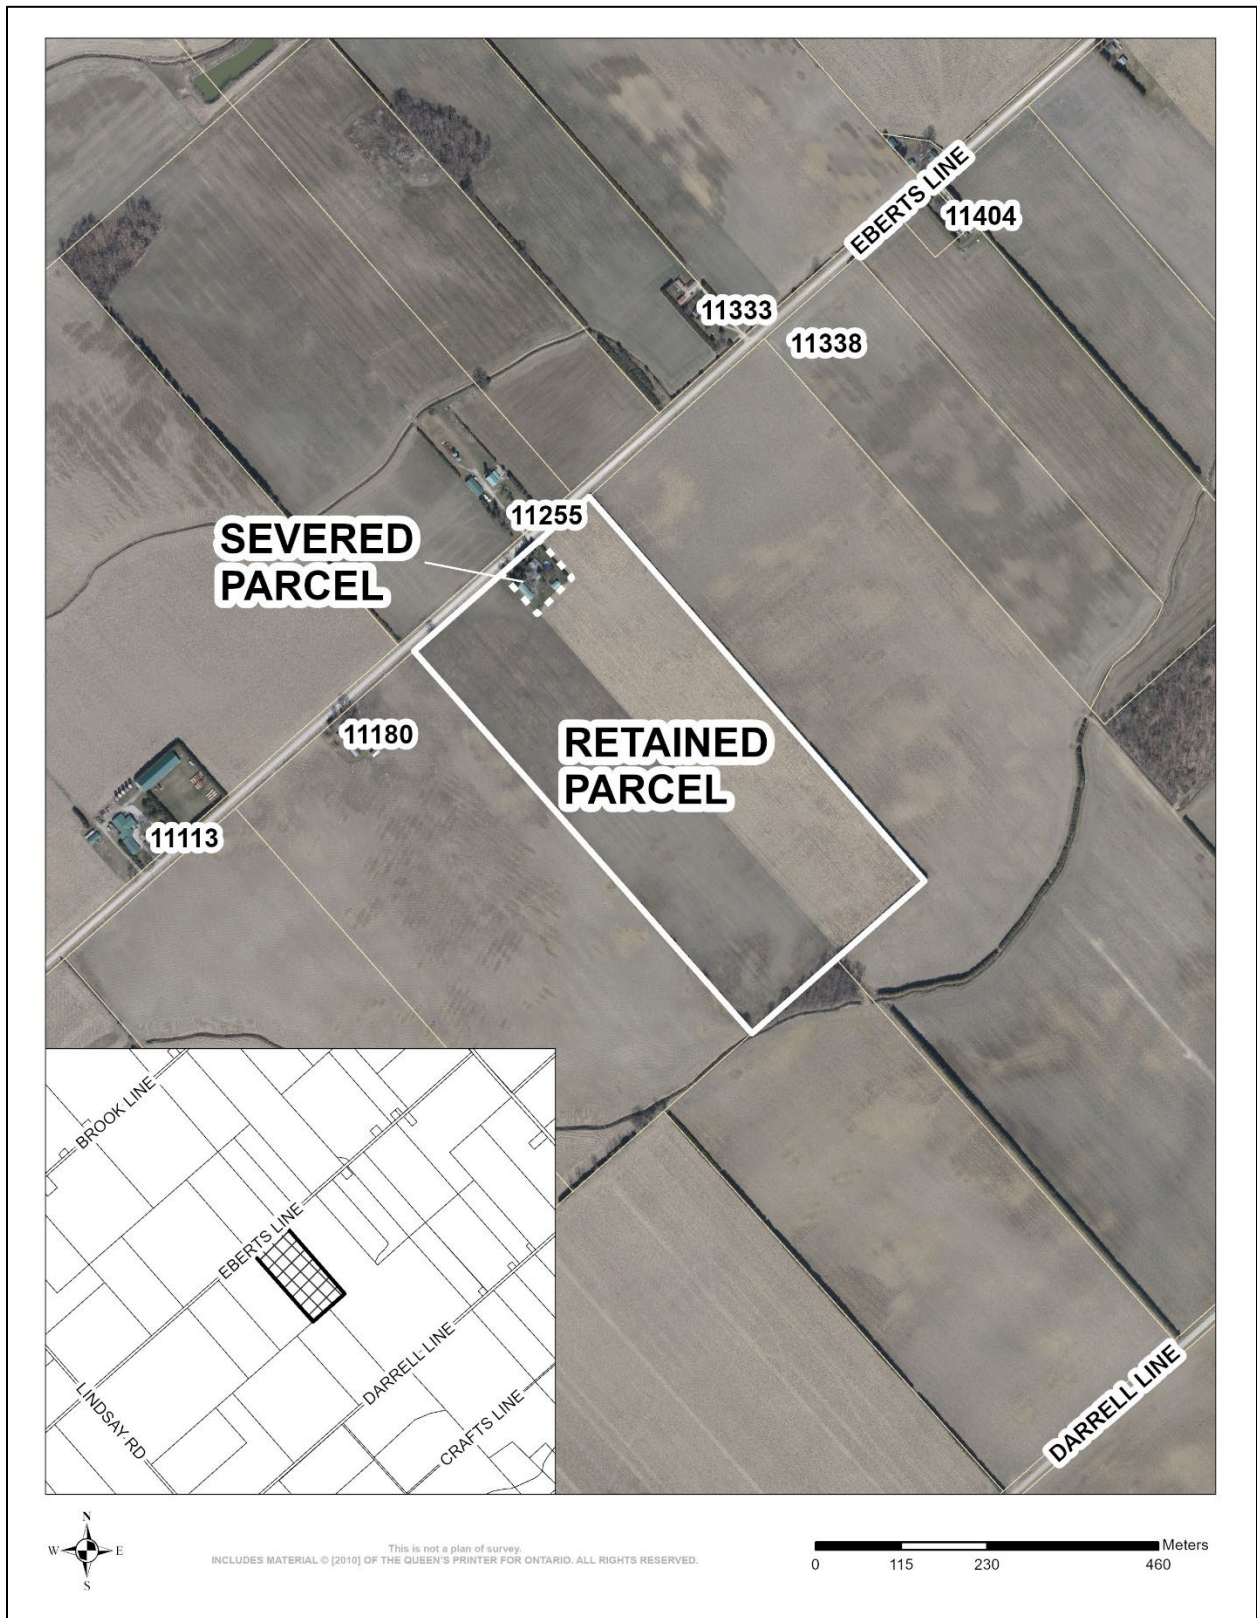 EBERTS LINE
11404
11333
11338
11255
SEVERED
PARCEL
11180
RETAINED
PARCEL
11113
BROOK LINE
EBERTS LINE
DARRELL LINE
LINDSAY RD
CRAFTS LINE
DARRELL LINE
N
W E
S
This is not a plan of survey.
INCLUDES MATERIAL © [2010] OF THE QUEEN'S PRINTER FOR ONTARIO. ALL RIGHTS RESERVED.
Meters
0 115 230 460